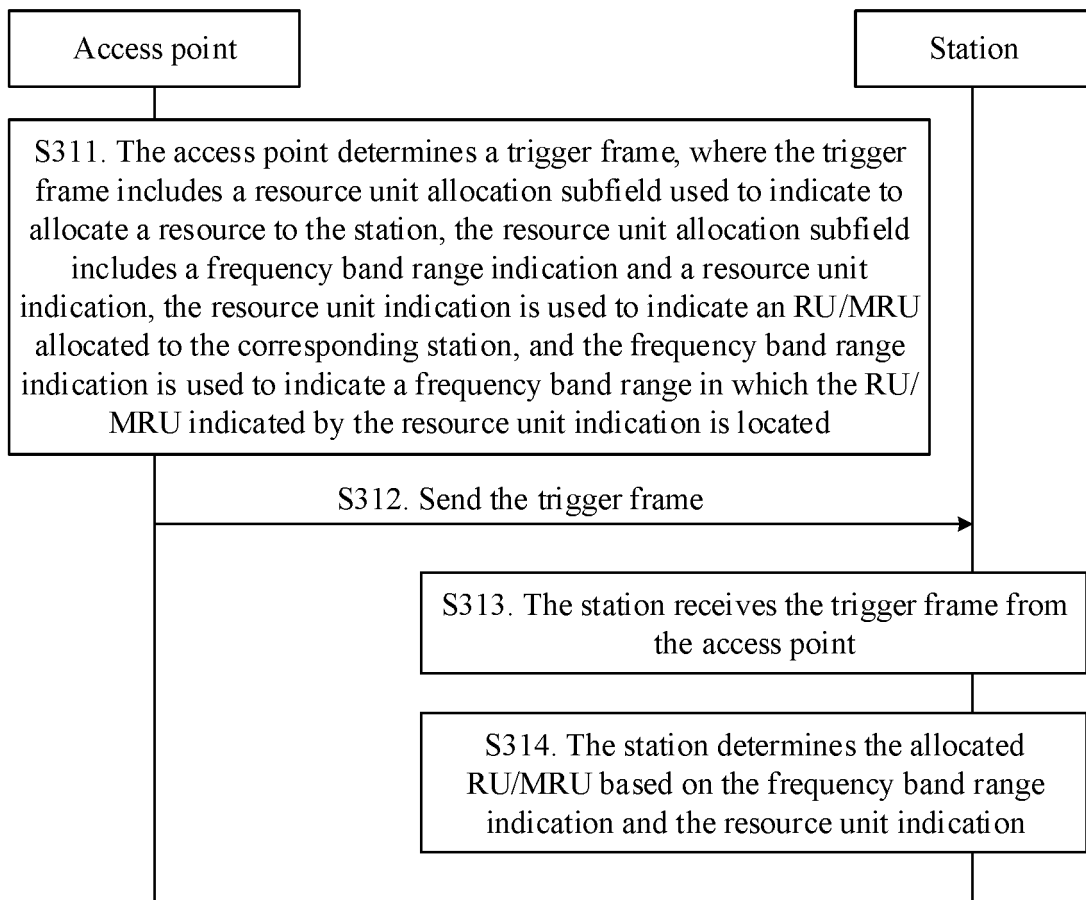 Access point
Station
S311. The access point determines a trigger frame, where the trigger
frame includes a resource unit allocation subfield used to indicate to
allocate a resource to the station, the resource unit allocation subfield
includes a frequency band range indication and a resource unit
indication, the resource unit indication is used to indicate an RU/MRU
allocated to the corresponding station, and the frequency band range
indication is used to indicate a frequency band range in which the RU/
MRU indicated by the resource unit indication is located
S312. Send the trigger frame
S313. The station receives the trigger frame from
the access point
S314. The station determines the allocated
RU/MRU based on the frequency band range
indication and the resource unit indication